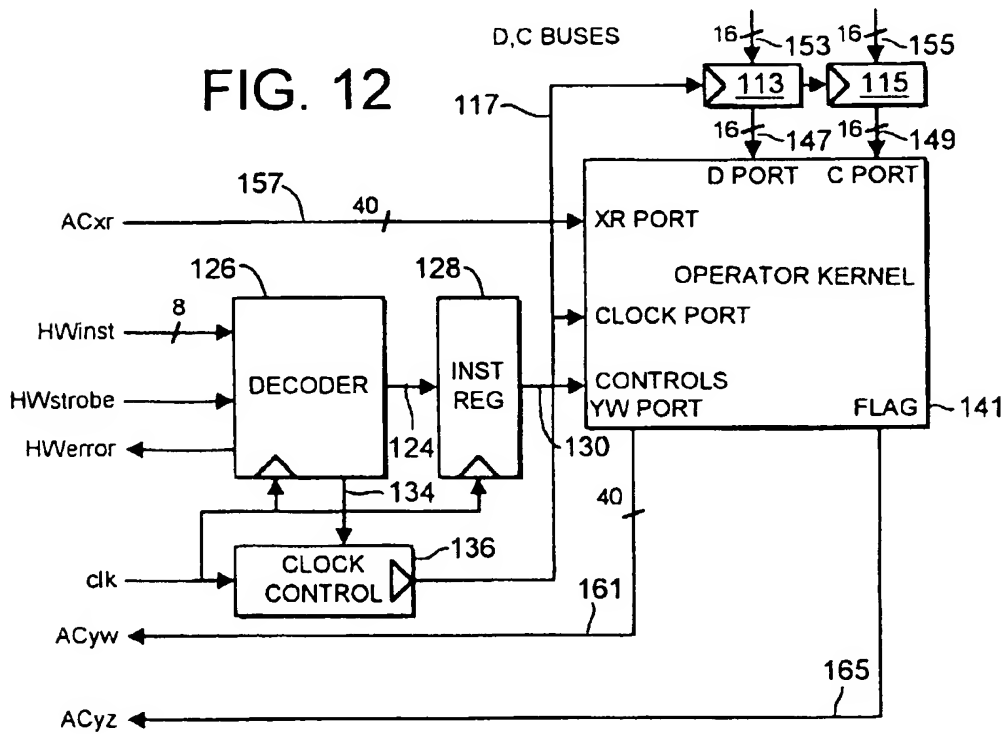 D,C BUSES
16
153
16
155
FIG. 12
113
115
117
16
147
16
149
D PORT
C PORT
157
40
ACxr
XR PORT
126
128
OPERATOR KERNEL
8
HWinst
CLOCK PORT
DECODER
INST
REG
HWstrobe
CONTROLS
YW PORT
FLAG
141
HWerror
124
130
134
40
136
clk
CLOCK
CONTROL
161
ACyw
165
ACyz